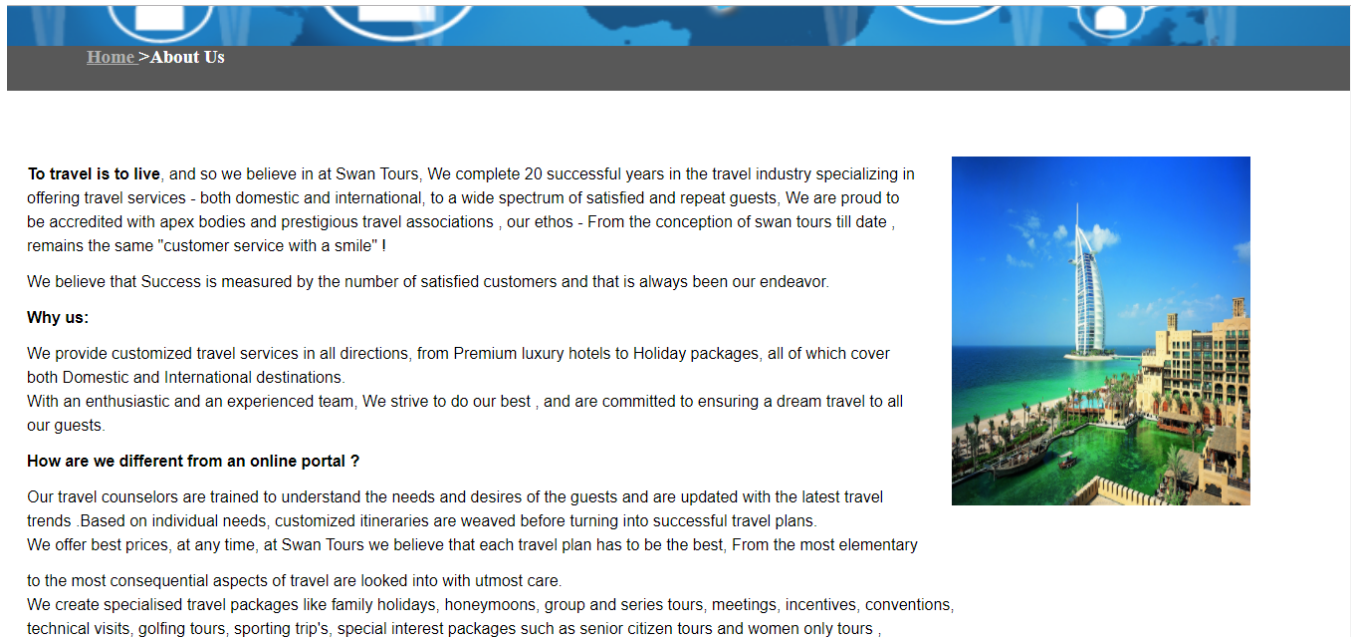 Home >About Us
To travel is to live, and so we believe in at Swan Tours, We complete 20 successful years in the travel industry specializing in
offering travel services - both domestic and international, to a wide spectrum of satisfied and repeat guests, We are proud to
be accredited with apex bodies and prestigious travel associations , our ethos - From the conception of swan tours till date ,
remains the same "customer service with a smile" !
We believe that Success is measured by the number of satisfied customers and that is always been our endeavor.
Why us:
We provide customized travel services in all directions, from Premium luxury hotels to Holiday packages, all of which cover
both Domestic and International destinations.
With an enthusiastic and an experienced team, We strive to do our best , and are committed to ensuring a dream travel to all
our guests.
How are we different from an online portal ?
Our travel counselors are trained to understand the needs and desires of the guests and are updated with the latest travel
trends .Based on individual needs, customized itineraries are weaved before turning into successful travel plans.
We offer best prices, at any time, at Swan Tours we believe that each travel plan has to be the best, From the most elementary
to the most consequential aspects of travel are looked into with utmost care.
We create specialised travel packages like family holidays, honeymoons, group and series tours, meetings, incentives, conventions,
technical visits, golfing tours, sporting trip's, special interest packages such as senior citizen tours and women only tours ,